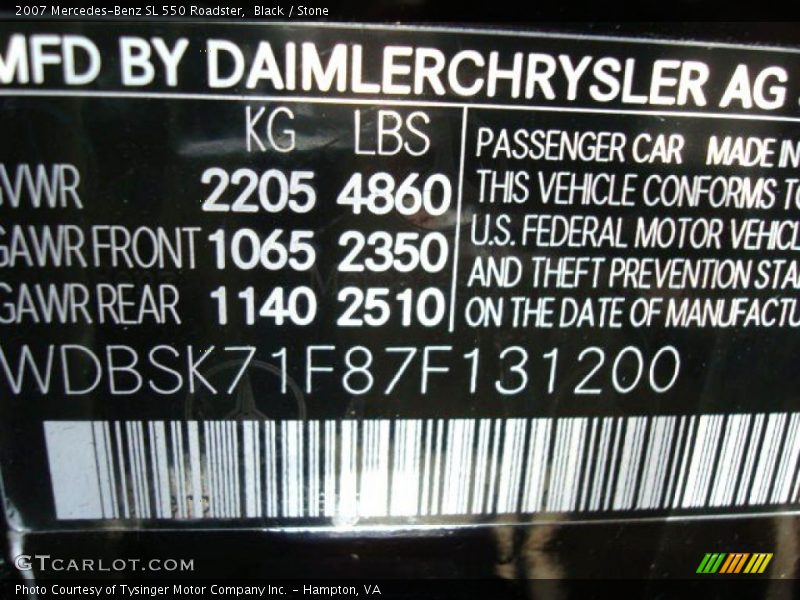 2007 Mercedes-Benz SL 550 Roadster, Black / Stone
MFD BY DAIMLERCHRYSLER AG
KG LBS
GVWR 2205 4860
GAWR FRONT 1065 2350
GAWR REAR 1140 2510
PASSENGER CAR MADE IN
THIS VEHICLE CONFORMS TO
U.S. FEDERAL MOTOR VEHICL
AND THEFT PREVENTION STA
ON THE DATE OF MANUFACTU
WDBSK71F87F131200
GTCARLOT.COM
Photo Courtesy of Tysinger Motor Company Inc. - Hampton, VA